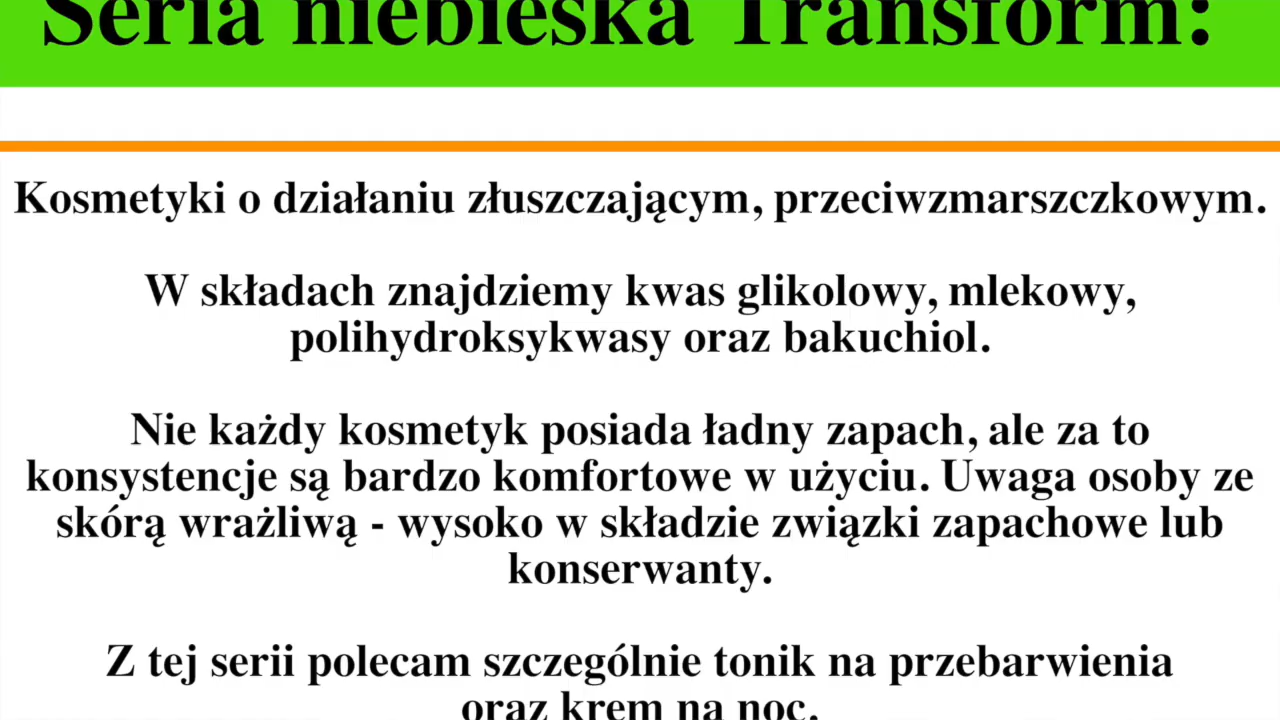 Seria niebieska Transform:
Kosmetyki o działaniu złuszczającym, przeciwzmarszczkowym.
W składach znajdziemy kwas glikolowy, mlekowy,
polihydroksykwasy oraz bakuchiol.
Nie każdy kosmetyk posiada ładny zapach, ale za to
konsystencje są bardzo komfortowe w użyciu. Uwaga osoby ze
skórą wrażliwą - wysoko w składzie związki zapachowe lub
konserwanty.
Z tej serii polecam szczególnie tonik na przebarwienia
oraz krem na noc.